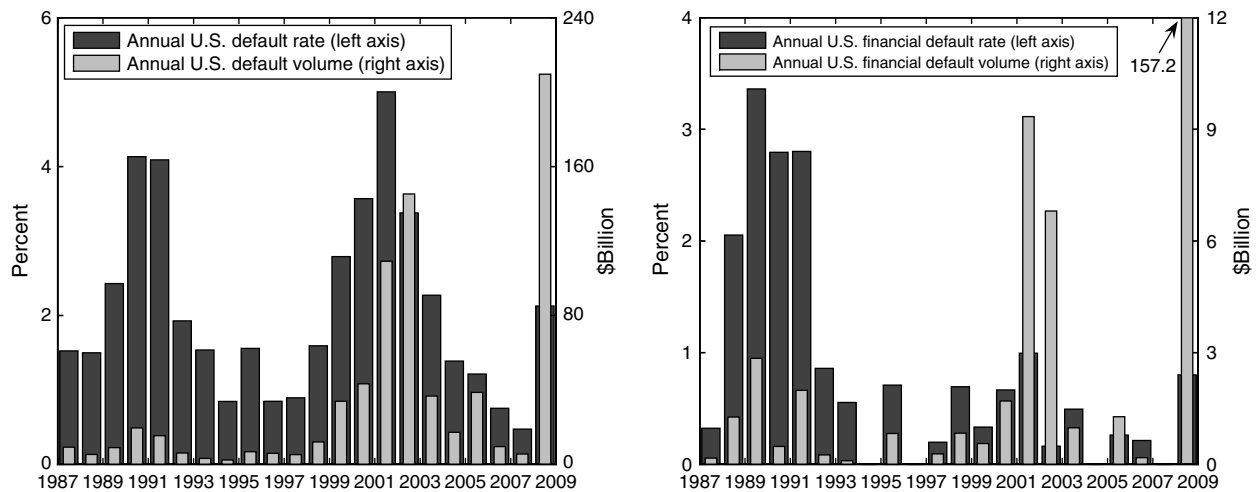 6
4
2
0
Percent
Annual U.S. default rate (left axis)
Annual U.S. default volume (right axis)
240
160
80
0
$Billion
1987 1989 1991 1993 1995 1997 1999 2001 2003 2005 2007 2009
4
3
2
1
0
Percent
Annual U.S. financial default rate (left axis)
Annual U.S. financial default volume (right axis)
157.2
12
9
6
3
0
$Billion
1987 1989 1991 1993 1995 1997 1999 2001 2003 2005 2007 2009